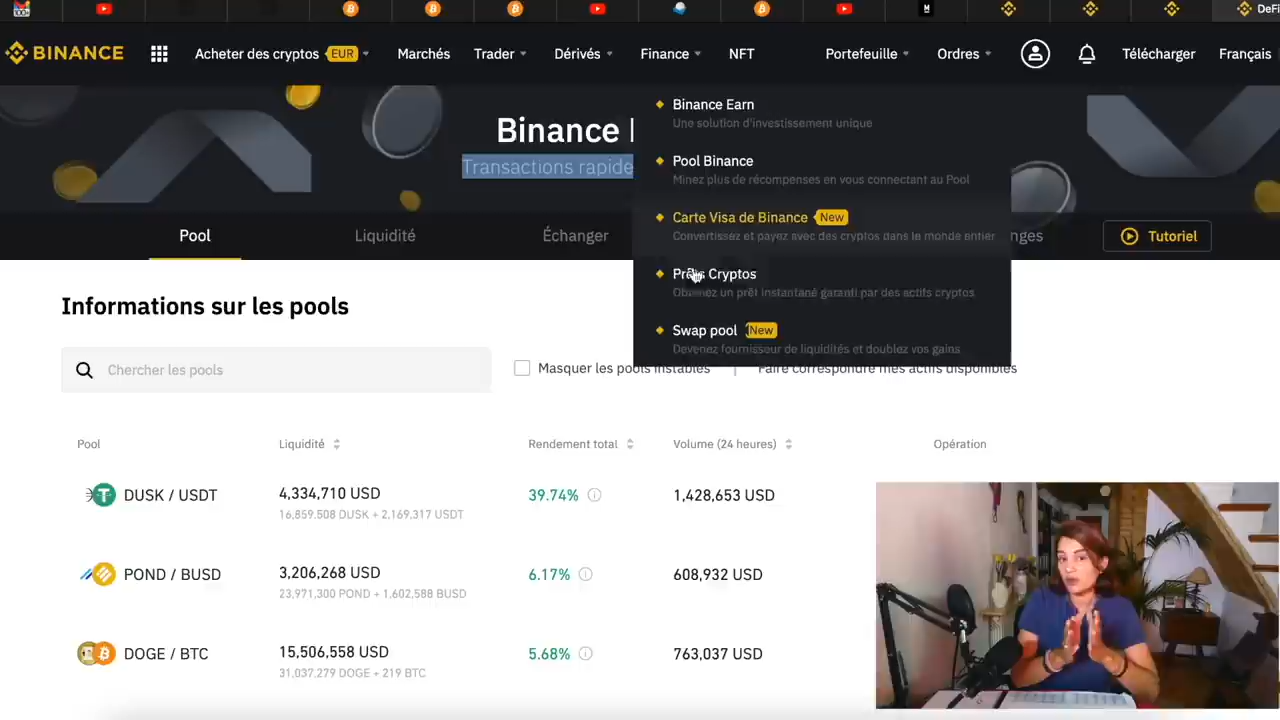 DeFi
BINANCE
Acheter des cryptos EUR
Marchés
Trader
Dérivés
Finance
NFT
Portefeuille
Ordres
Télécharger
Français
Binance
Transactions rapide
Binance Earn
Une solution d'investissement unique
Pool Binance
Minez plus de récompenses en vous connectant au Pool
Carte Visa de Binance New
Convertissez et payez avec des cryptos dans le monde entier
Prêts Cryptos
Obtenez un prêt instantané garanti par des actifs cryptos
Swap pool New
Devenez fournisseur de liquidités et doublez vos gains
Pool
Liquidité
Échanger
nges
Tutoriel
Informations sur les pools
Chercher les pools
Masquer les pools instables
Faire correspondre mes actifs disponibles
Pool
Liquidité
Rendement total
Volume (24 heures)
Opération
DUSK / USDT
4,334,710 USD
16,859.508 DUSK + 2,169,317 USDT
39.74%
1,428,653 USD
POND / BUSD
3,206,268 USD
23,971,300 POND + 1,602,588 BUSD
6.17%
608,932 USD
DOGE / BTC
15,506,558 USD
31,037,279 DOGE + 219 BTC
5.68%
763,037 USD